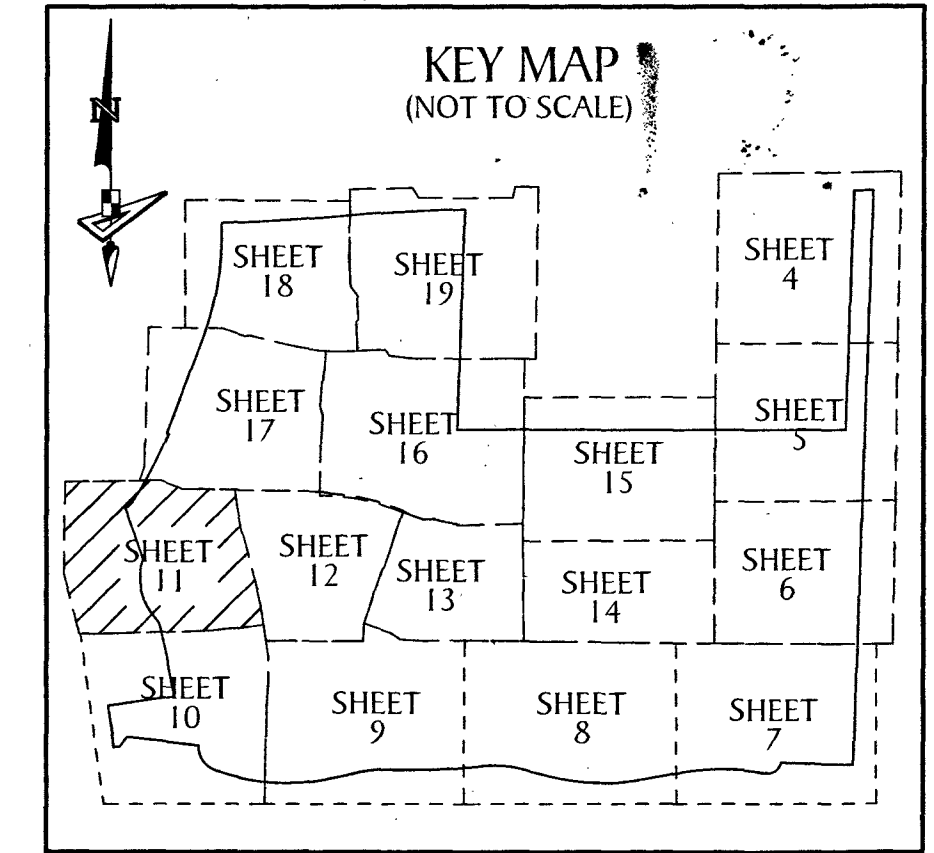 KEY MAP
(NOT TO SCALE)
N
SHEET
4
SHEET
18
SHEET
19
SHEET
17
SHEET
16
SHEET
5
SHEET
15
SHEET
11
SHEET
12
SHEET
13
SHEET
14
SHEET
6
SHEET
10
SHEET
9
SHEET
8
SHEET
7